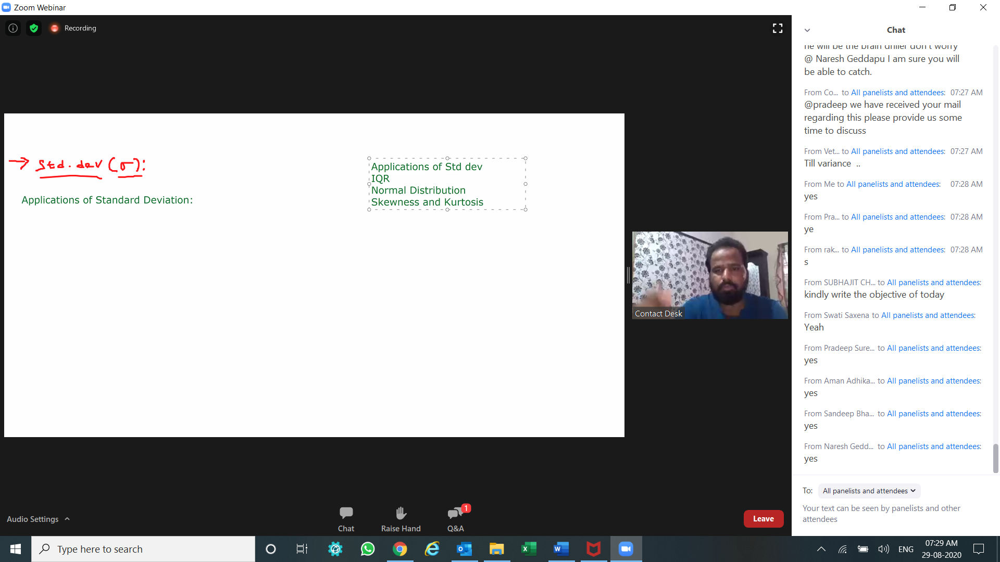 Zoom Webinar
Recording
→ Std.dev (σ):
Applications of Standard Deviation:
Applications of Std dev
IQR
Normal Distribution
Skewness and Kurtosis
Contact Desk
Audio Settings
Chat
Raise Hand
Q&A
1
Leave
Chat
he will be the brain driller don't worry
@ Naresh Geddapu I am sure you will
be able to catch.
From Co... to All panelists and attendees: 07:27 AM
@pradeep we have received your mail
regarding this please provide us some
time to discuss
From Vet... to All panelists and attendees: 07:27 AM
Till variance ..
From Me to All panelists and attendees: 07:28 AM
yes
From Pra... to All panelists and attendees: 07:28 AM
ye
From rak... to All panelists and attendees: 07:28 AM
s
From SUBHAJIT CH... to All panelists and attendees:
kindly write the objective of today
From Swati Saxena to All panelists and attendees:
Yeah
From Pradeep Sure... to All panelists and attendees:
yes
From Aman Adhika... to All panelists and attendees:
yes
From Sandeep Bha... to All panelists and attendees:
yes
From Naresh Gedd... to All panelists and attendees:
yes
To: All panelists and attendees
Your text can be seen by panelists and other
attendees
Type here to search
ENG
07:29 AM
29-08-2020